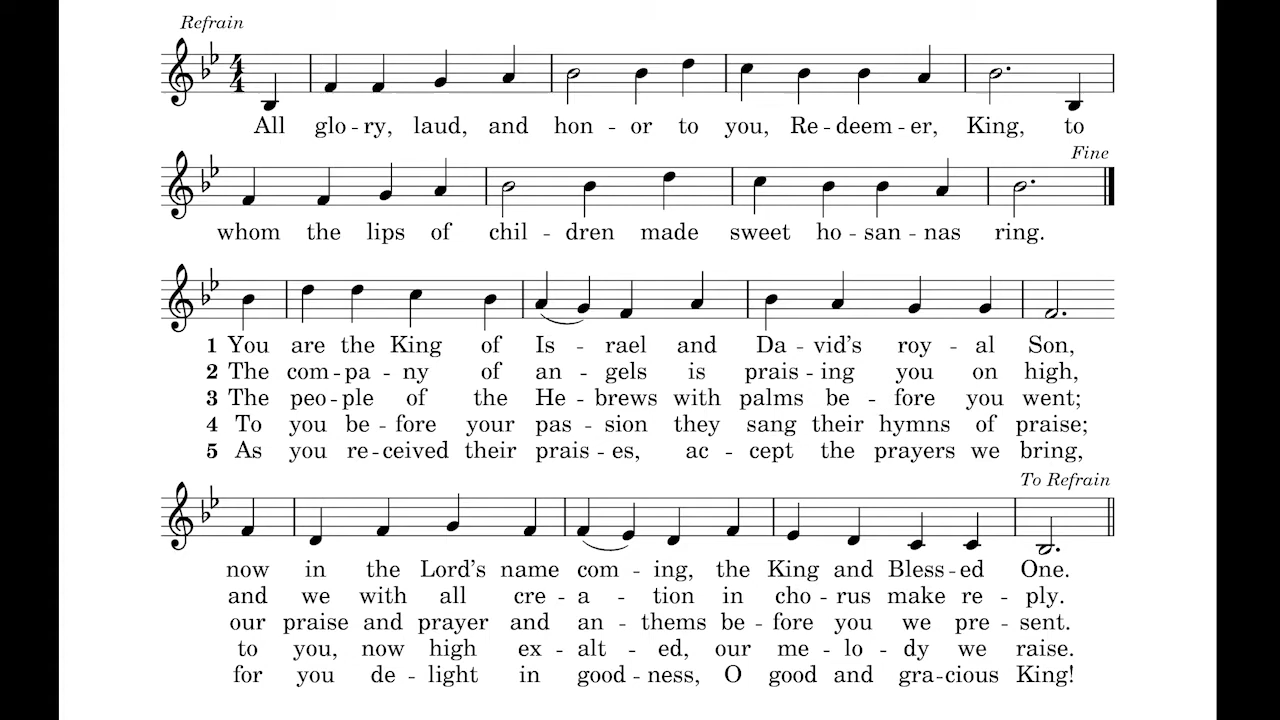 Refrain
All glo - ry, laud, and hon - or to you, Re - deem - er, King, to
Fine
whom the lips of chil - dren made sweet ho - san - nas ring.
1 You are the King of Is - rael and Da - vid's roy - al Son,
2 The com - pa - ny of an - gels is prais - ing you on high,
3 The peo - ple of the He - brews with palms be - fore you went;
4 To you be - fore your pas - sion they sang their hymns of praise;
5 As you re - ceived their prais - es, ac - cept the prayers we bring,
To Refrain
now in the Lord's name com - ing, the King and Bless - ed One.
and we with all cre - a - tion in cho - rus make re - ply.
our praise and prayer and an - thems be - fore you we pre - sent.
to you, now high ex - alt - ed, our me - lo - dy we raise.
for you de - light in good - ness, O good and gra - cious King!